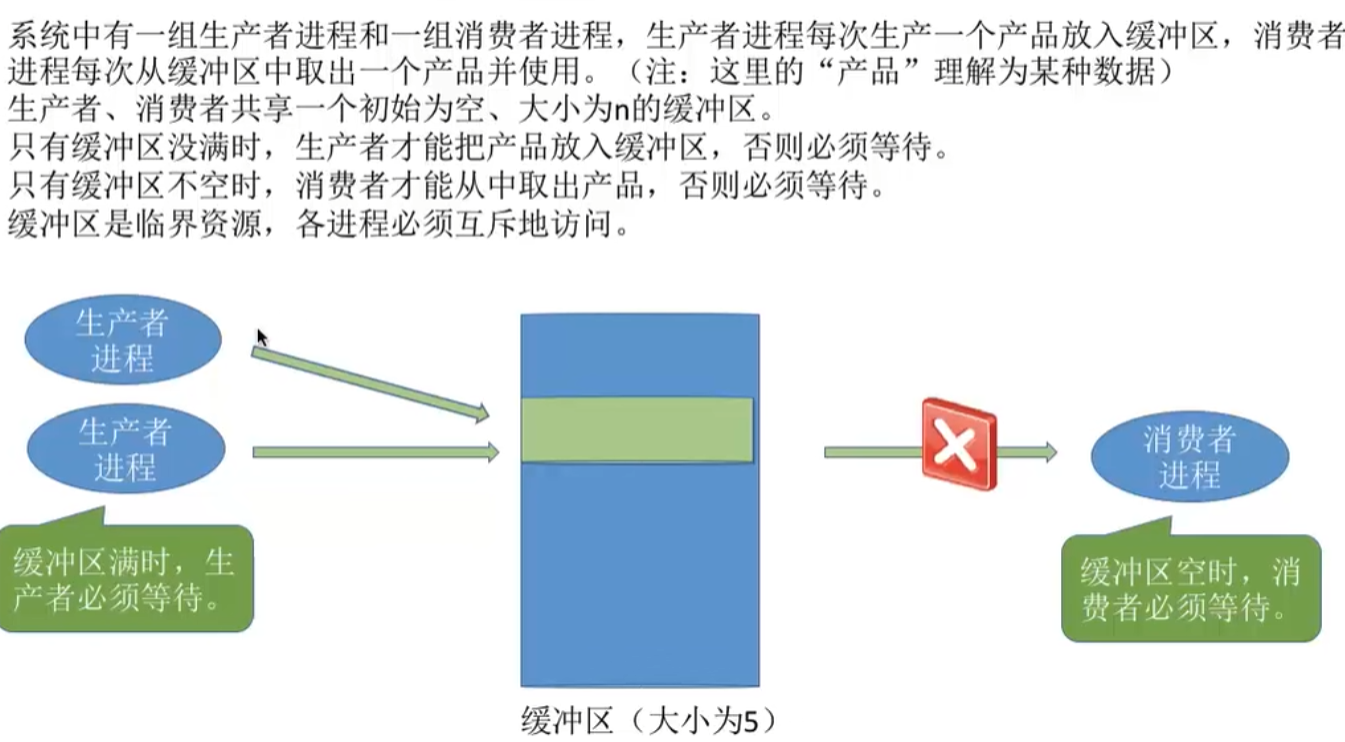 系统中有一组生产者进程和一组消费者进程，生产者进程每次生产一个产品放入缓冲区，消费者
进程每次从缓冲区中取出一个产品并使用。（注：这里的“产品”理解为某种数据）
生产者、消费者共享一个初始为空、大小为n的缓冲区。
只有缓冲区没满时，生产者才能把产品放入缓冲区，否则必须等待。
只有缓冲区不空时，消费者才能从中取出产品，否则必须等待。
缓冲区是临界资源，各进程必须互斥地访问。
生产者
进程
生产者
进程
消费者
进程
缓冲区满时，生
产者必须等待。
缓冲区空时，消
费者必须等待。
缓冲区（大小为5）